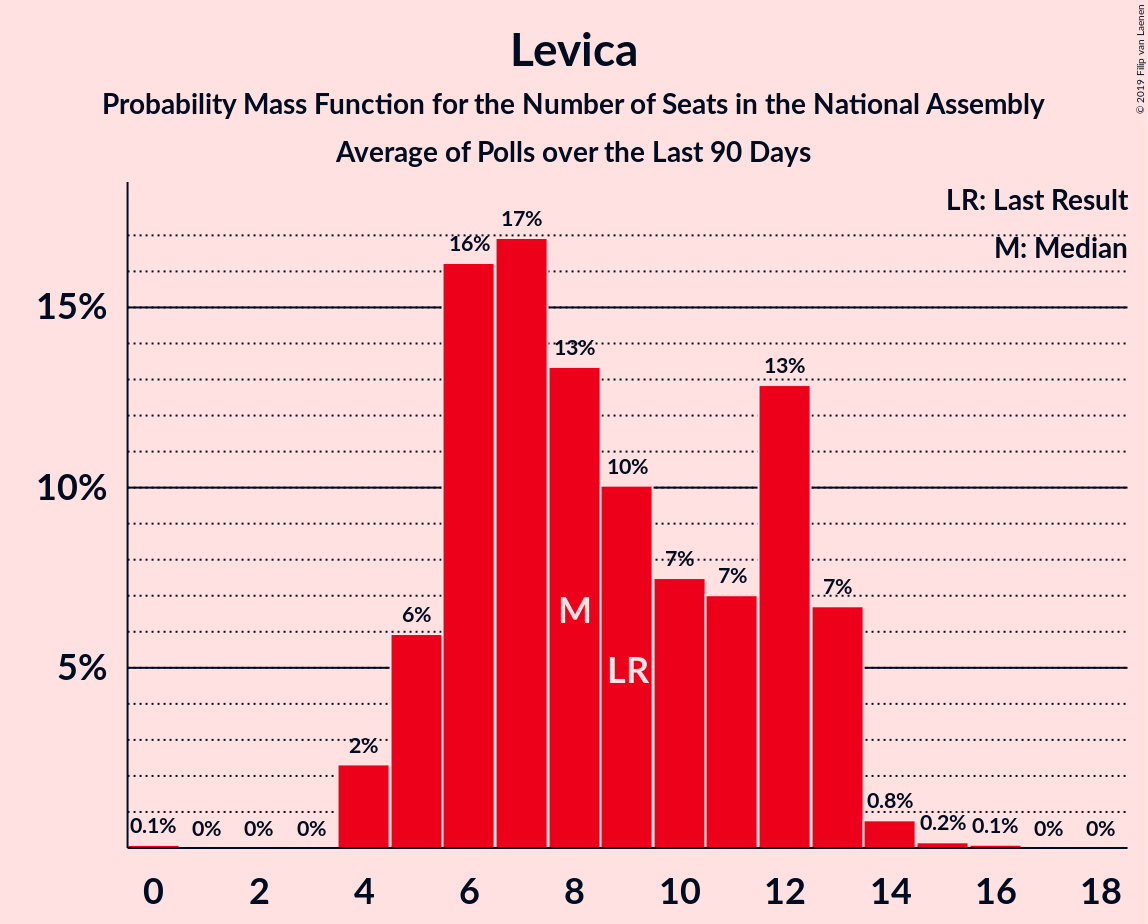 Levica
Probability Mass Function for the Number of Seats in the National Assembly
Average of Polls over the Last 90 Days
© 2019 Filip van Laenen
LR: Last Result
M: Median
17%
16%
15%
13%
13%
10%
10%
7%
7%
7%
M
6%
LR
5%
2%
0.8%
0.1%
0%
0%
0%
0.2%
0.1%
0%
0%
0 2 4 6 8 10 12 14 16 18